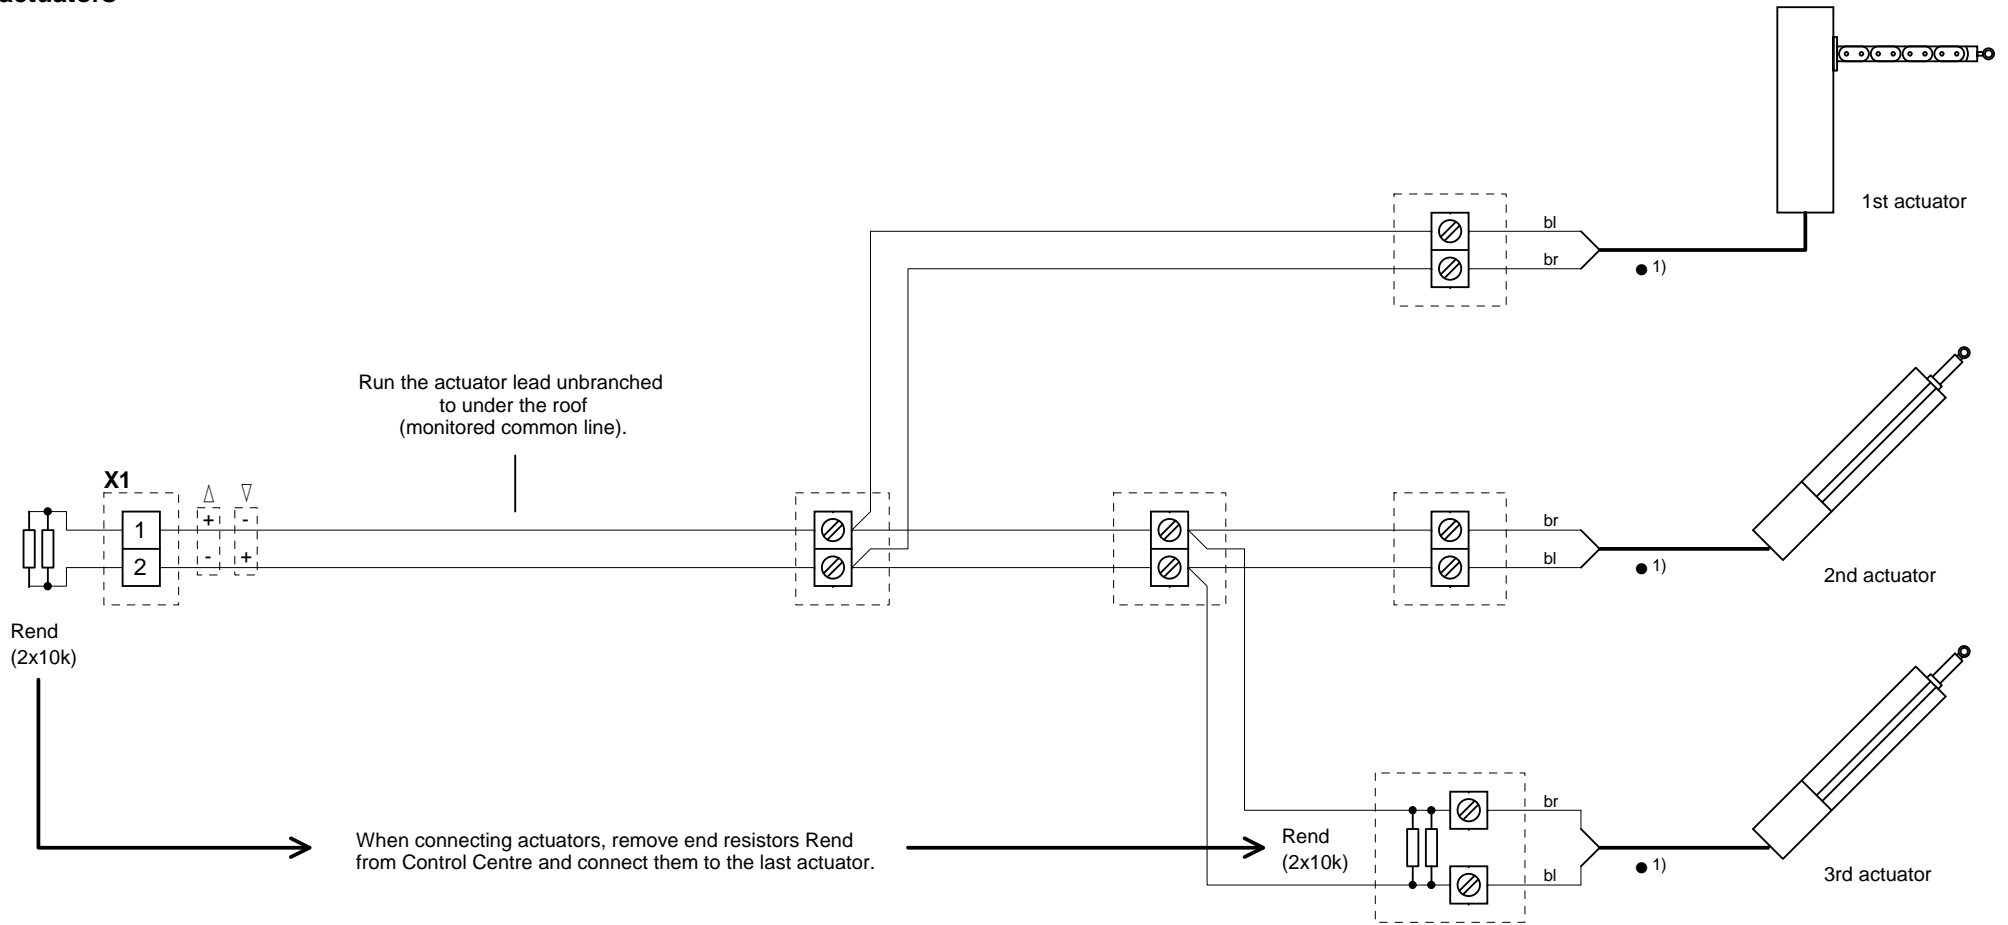 1st actuator
bl
br
1)
Run the actuator lead unbranched
to under the roof
(monitored common line).
X1
+ -
- +
1
2
br
bl
1)
2nd actuator
Rend
(2x10k)
When connecting actuators, remove end resistors Rend
from Control Centre and connect them to the last actuator.
Rend
(2x10k)
br
bl
1)
3rd actuator